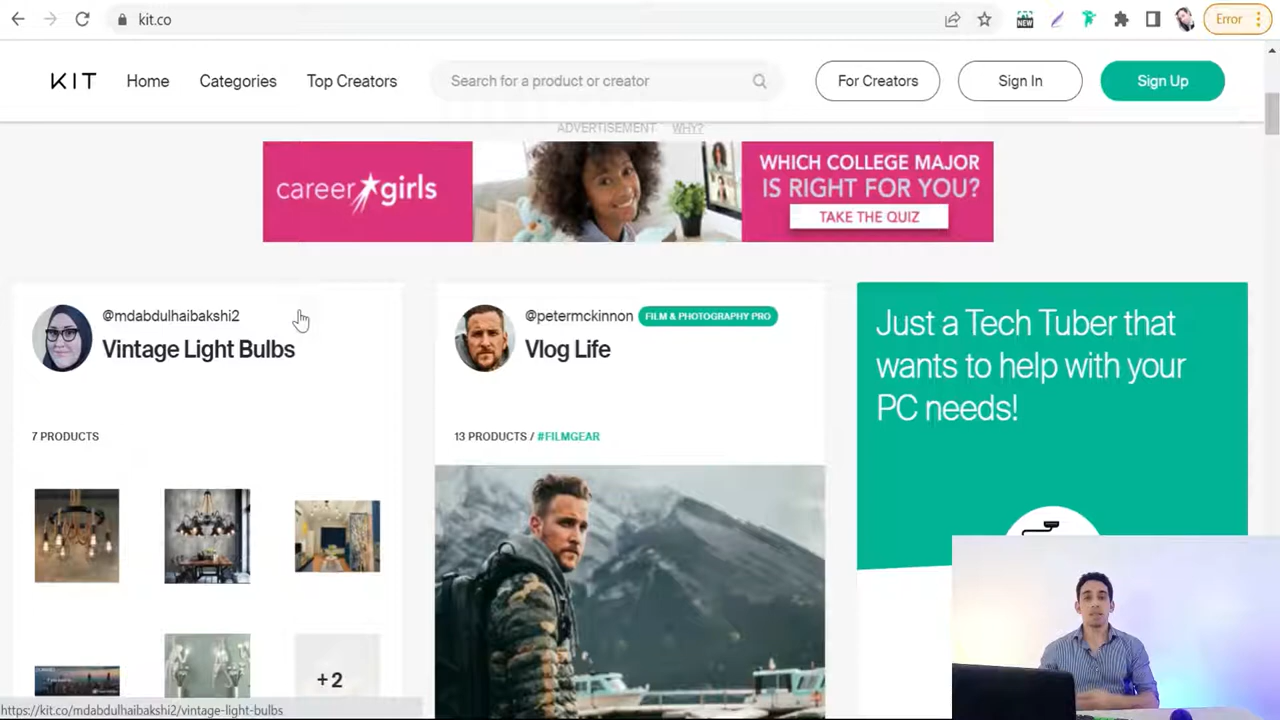 kit.co
NEW
Error
KIT
Home
Categories
Top Creators
Search for a product or creator
For Creators
Sign In
Sign Up
ADVERTISEMENT WHY?
career girls
WHICH COLLEGE MAJOR
IS RIGHT FOR YOU?
TAKE THE QUIZ
@mdabdulhaibakshi2
Vintage Light Bulbs
7 PRODUCTS
+2
@petermckinnon FILM & PHOTOGRAPHY PRO
Vlog Life
13 PRODUCTS / #FILMGEAR
Just a Tech Tuber that
wants to help with your
PC needs!
https://kit.co/mdabdulhaibakshi2/vintage-light-bulbs